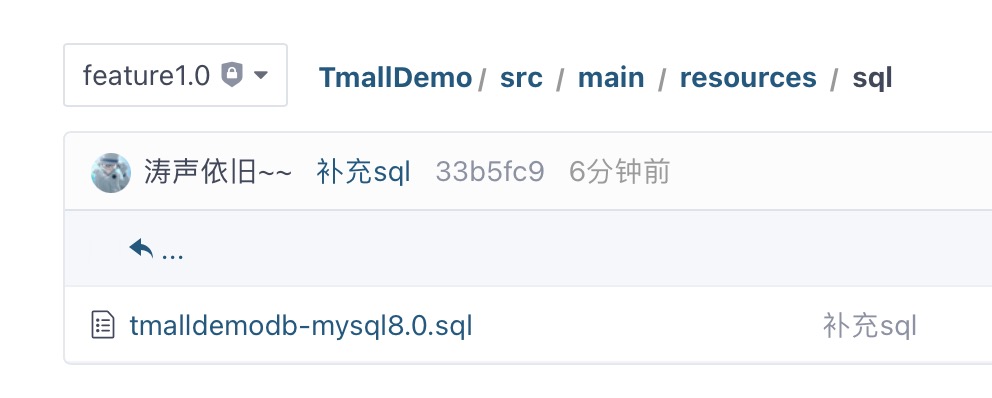 feature1.0 TmallDemo / src / main / resources / sql
涛声依旧~~ 补充sql 33b5fc9 6分钟前
...
tmalldemodb-mysql8.0.sql 补充sql